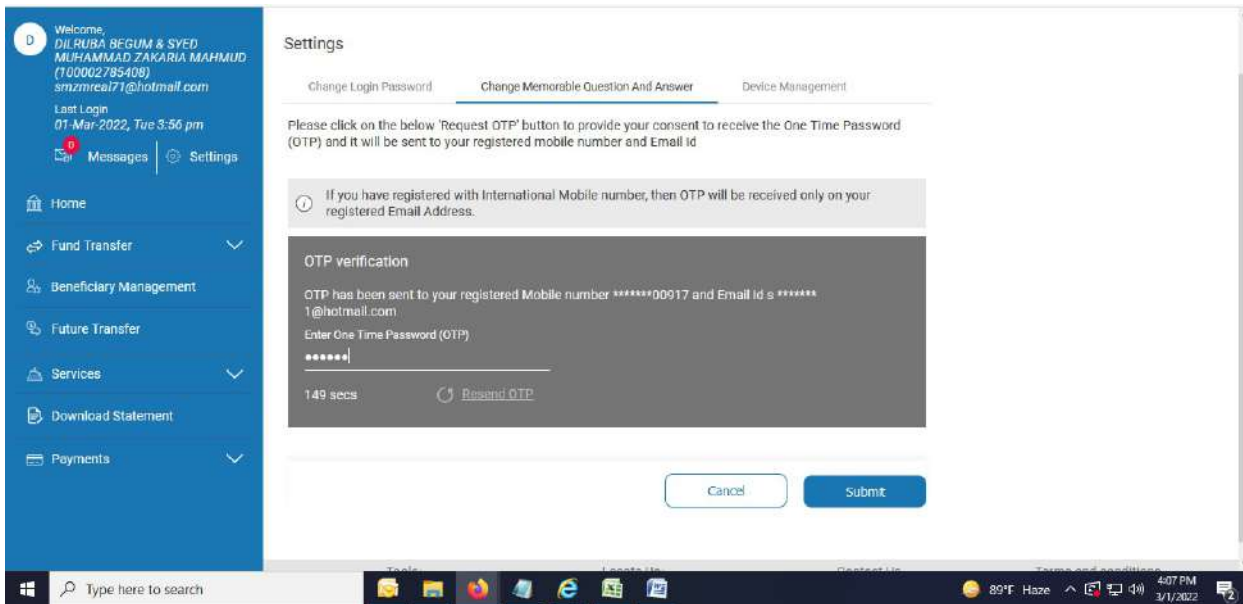 D
Welcome,
DILRUBA BEGUM & SYED
MUHAMMAD ZAKARIA MAHMUD
(100002785408)
smzmreal71@hotmail.com
Last Login
01-Mar-2022, Tue 3:56 pm
0
Messages
Settings
Home
Fund Transfer
Beneficiary Management
Future Transfer
Services
Download Statement
Payments
Settings
Change Login Password
Change Memorable Question And Answer
Device Management
Please click on the below 'Request OTP' button to provide your consent to receive the One Time Password
(OTP) and it will be sent to your registered mobile number and Email Id
If you have registered with International Mobile number, then OTP will be received only on your
registered Email Address.
OTP verification
OTP has been sent to your registered Mobile number *******00917 and Email Id s *******
1@hotmail.com
Enter One Time Password (OTP)
••••••
149 secs
Resend OTP
Cancel
Submit
Contact Us
Terms and conditions
Type here to search
89°F Haze
4:07 PM
3/1/2022
2